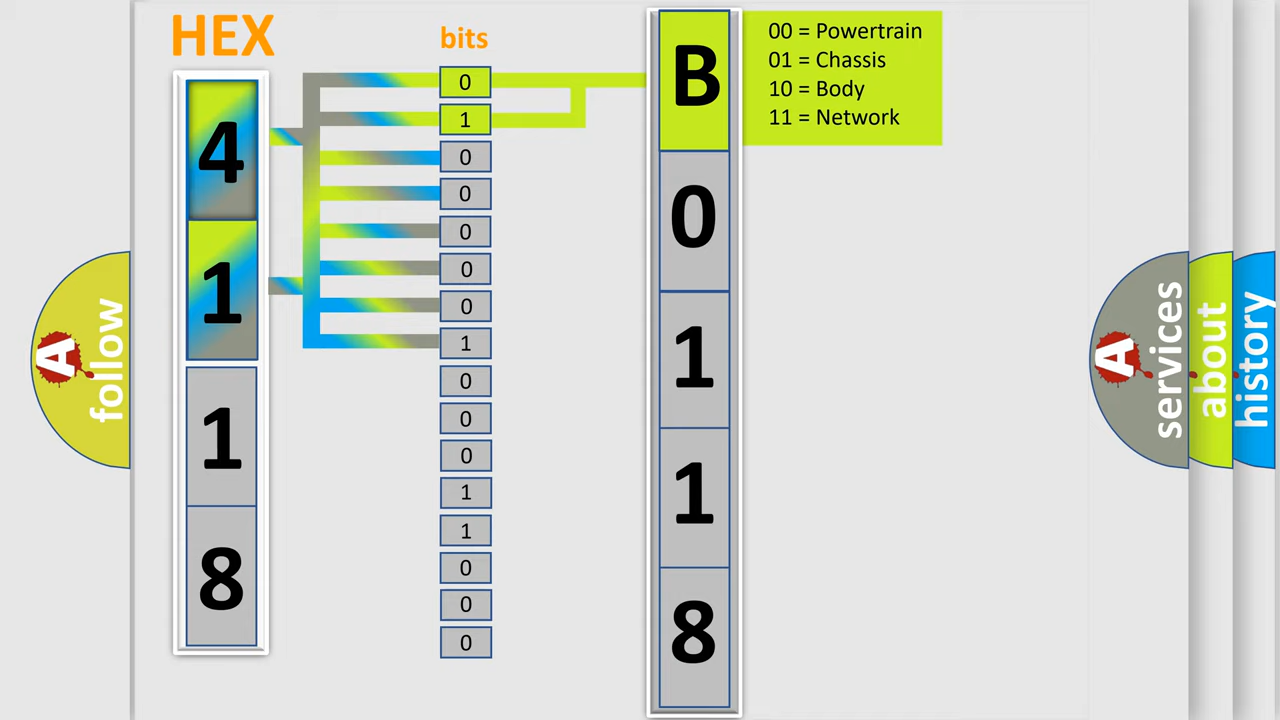 HEX
bits
4
1
1
8
0
1
0
0
0
0
0
1
0
0
0
1
1
0
0
0
B
0
1
1
8
00 = Powertrain
01 = Chassis
10 = Body
11 = Network
A follow
A services
about
history